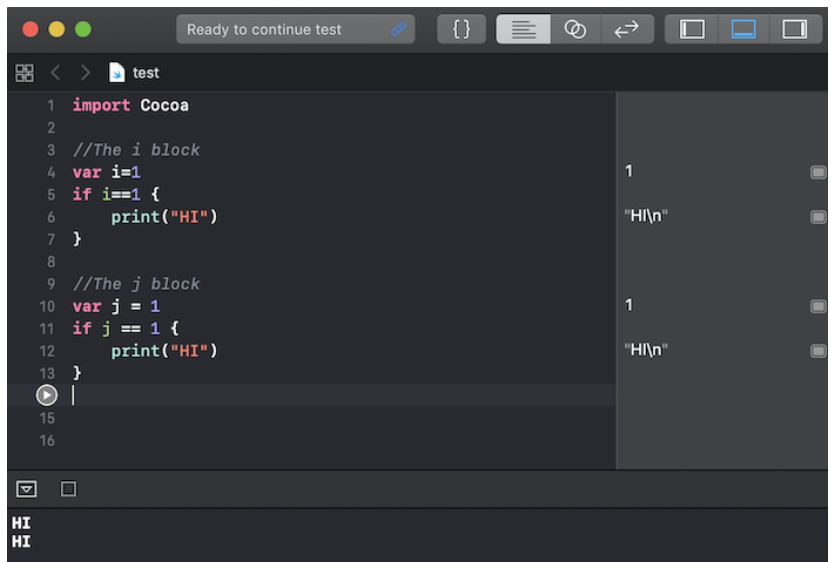 Ready to continue test
{}
test
1 import Cocoa
2
3 //The i block
4 var i=1
1
5 if i==1 {
6     print("HI")
"HI\n"
7 }
8
9 //The j block
10 var j = 1
1
11 if j == 1 {
12     print("HI")
"HI\n"
13 }
15
16
HI
HI